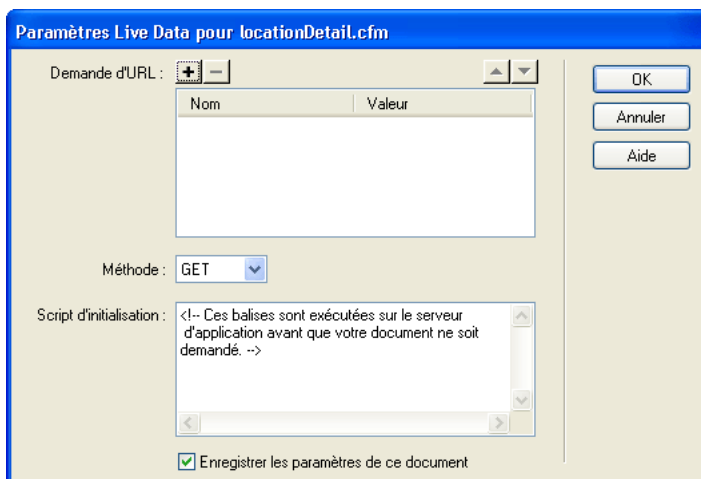 Paramètres Live Data pour locationDetail.cfm
Demande d'URL :
OK
Nom Valeur
Annuler
Aide
Méthode : GET
Script d'initialisation : <!-- Ces balises sont exécutées sur le serveur
d'application avant que votre document ne soit
demandé. -->
Enregistrer les paramètres de ce document